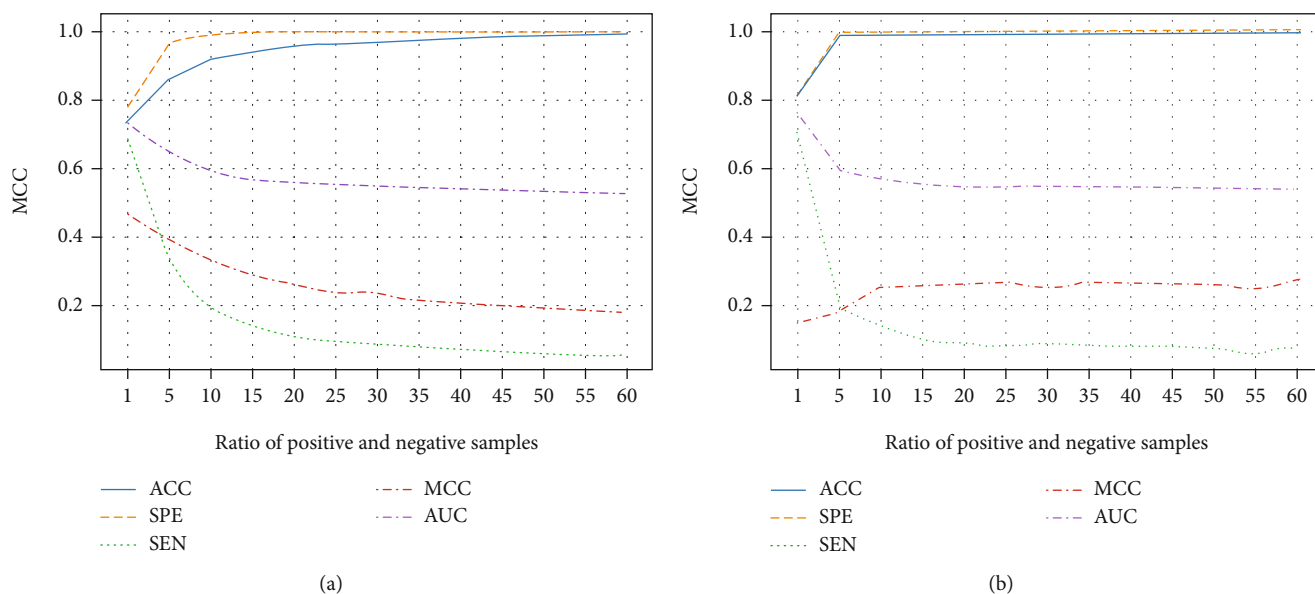 1.0
0.8
0.6
0.4
0.2
MCC
1 5 10 15 20 25 30 35 40 45 50 55 60
Ratio of positive and negative samples
ACC
SPE
SEN
MCC
AUC
(a)
1.0
0.8
0.6
0.4
0.2
MCC
1 5 10 15 20 25 30 35 40 45 50 55 60
Ratio of positive and negative samples
ACC
SPE
SEN
MCC
AUC
(b)